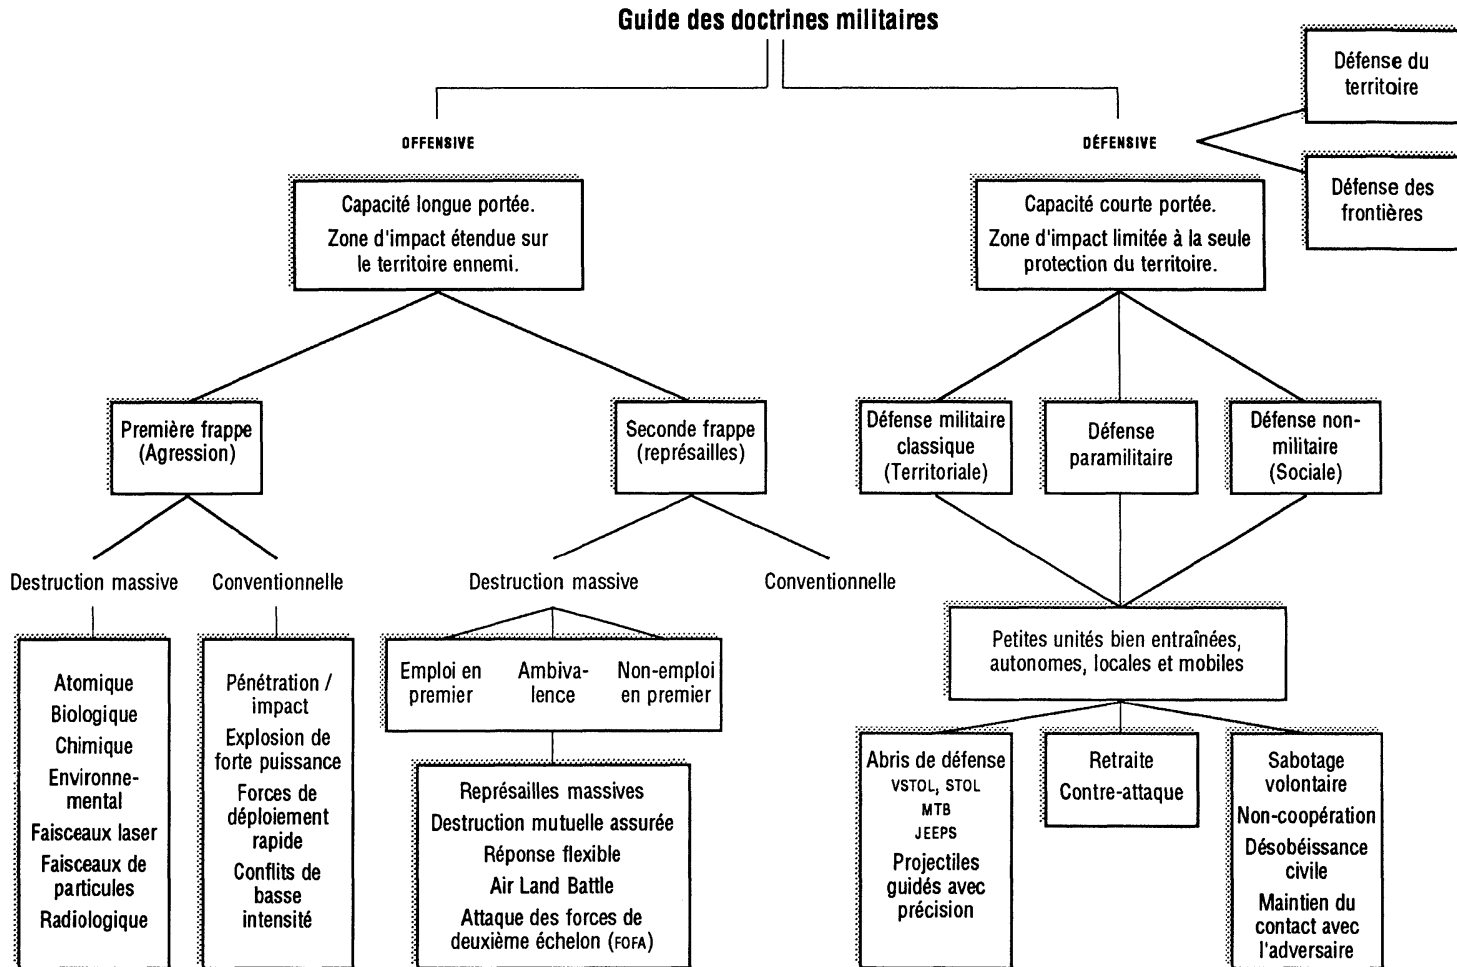 Guide des doctrines militaires
OFFENSIVE
DÉFENSIVE
Défense du
territoire
Défense des
frontières
Capacité longue portée.
Zone d'impact étendue sur
le territoire ennemi.
Capacité courte portée.
Zone d'impact limitée à la seule
protection du territoire.
Première frappe
(Agression)
Seconde frappe
(représailles)
Défense militaire
classique
(Territoriale)
Défense
paramilitaire
Défense non-
militaire
(Sociale)
Destruction massive
Conventionnelle
Destruction massive
Conventionnelle
Atomique
Biologique
Chimique
Environne-
mental
Faisceaux laser
Faisceaux de
particules
Radiologique
Pénétration /
impact
Explosion de
forte puissance
Forces de
déploiement
rapide
Conflits de
basse
intensité
Emploi en
premier
Ambiva-
lence
Non-emploi
en premier
Représailles massives
Destruction mutuelle assurée
Réponse flexible
Air Land Battle
Attaque des forces de
deuxième échelon (FOFA)
Petites unités bien entraînées,
autonomes, locales et mobiles
Abris de défense
VSTOL, STOL
MTB
JEEPS
Projectiles
guidés avec
précision
Retraite
Contre-attaque
Sabotage
volontaire
Non-coopération
Désobéissance
civile
Maintien du
contact avec
l'adversaire